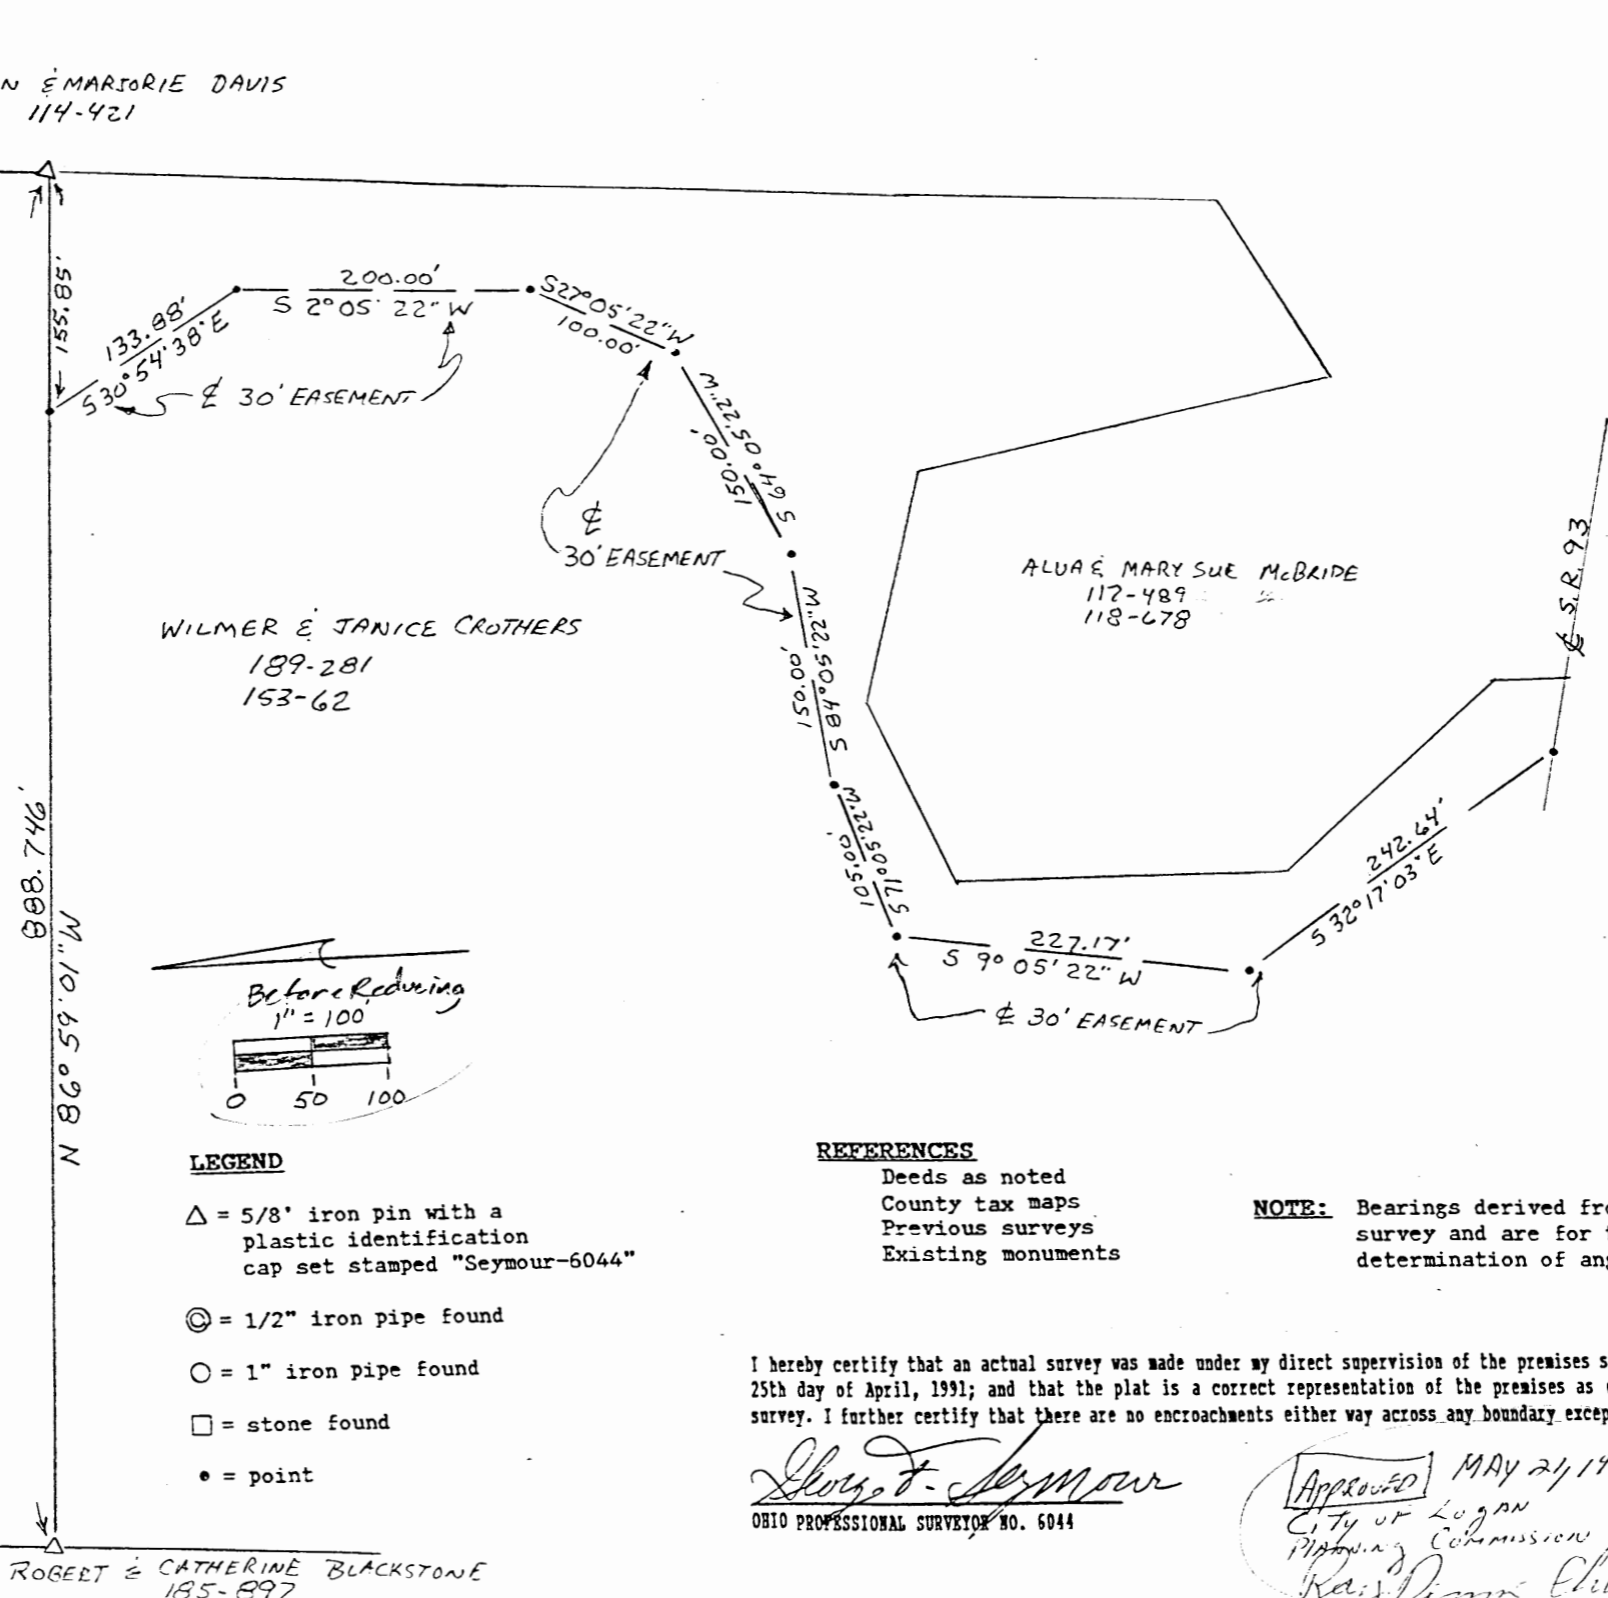 N & MARJORIE DAVIS
114-421
155.85'
133.88'
S 30° 54' 38" E
200.00'
S 2° 05' 22" W
S 27° 05' 22" W
100.00'
℄ 30' EASEMENT
S 64° 05' 22" W
150.00'
℄
30' EASEMENT
S 84° 05' 22" W
150.00'
WILMER & JANICE CROTHERS
189-281
153-62
ALVA & MARY SUE McBRIDE
112-489
118-678
℄ S.R. 93
S 71° 05' 22" W
105.00'
227.17'
S 9° 05' 22" W
242.64'
S 32° 17' 03" E
℄ 30' EASEMENT
888.746'
N 86° 59' 01" W
Before Reducing
1" = 100
0 50 100
LEGEND
△ = 5/8' iron pin with a
plastic identification
cap set stamped "Seymour-6044"
◎ = 1/2" iron pipe found
○ = 1" iron pipe found
□ = stone found
• = point
REFERENCES
Deeds as noted
County tax maps
Previous surveys
Existing monuments
NOTE: Bearings derived fro
survey and are for
determination of an
I hereby certify that an actual survey was made under my direct supervision of the premises s
25th day of April, 1991; and that the plat is a correct representation of the premises as
survey. I further certify that there are no encroachments either way across any boundary excep
George F. Seymour
OHIO PROFESSIONAL SURVEYOR NO. 6044
APPROVED MAY 21, 19
CITY OF LOGAN
PLANNING COMMISSION
ROBERT & CATHERINE BLACKSTONE
185-897